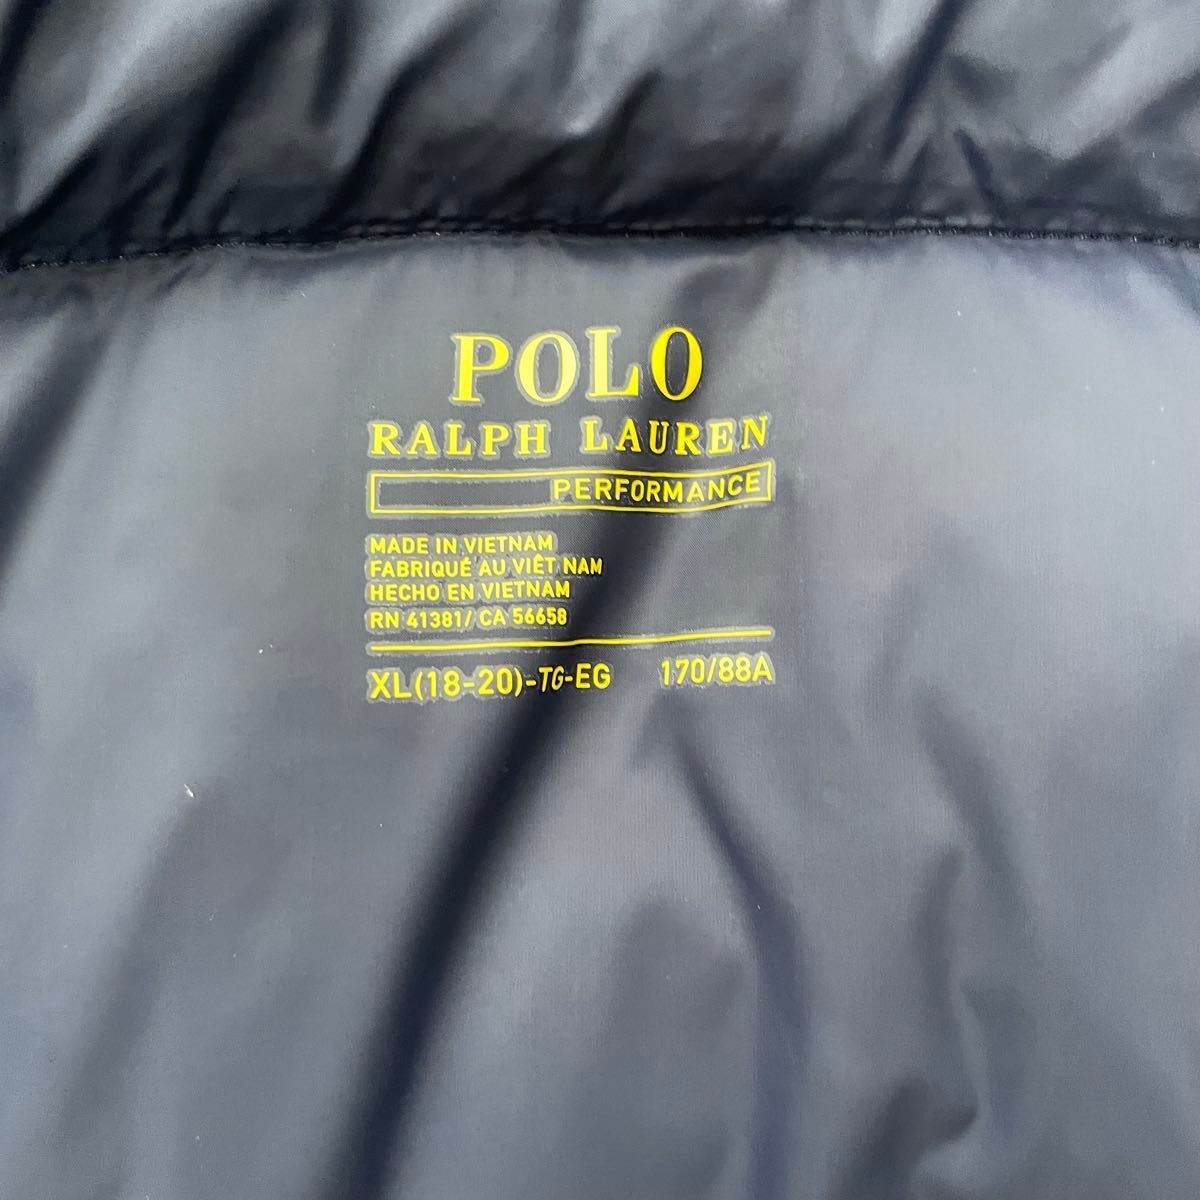 POLO
RALPH LAUREN
PERFORMANCE
MADE IN VIETNAM
FABRIQUÉ AU VIÊT NAM
HECHO EN VIETNAM
RN 41381/ CA 56658
XL(18-20)-TG-EG 170/88A